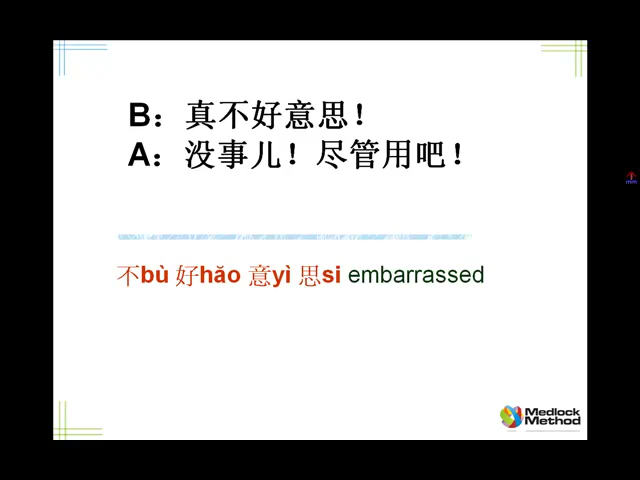 B：真不好意思！
A：没事儿！尽管用吧！
不bù 好hǎo 意yì 思si embarrassed
Medlock
Method